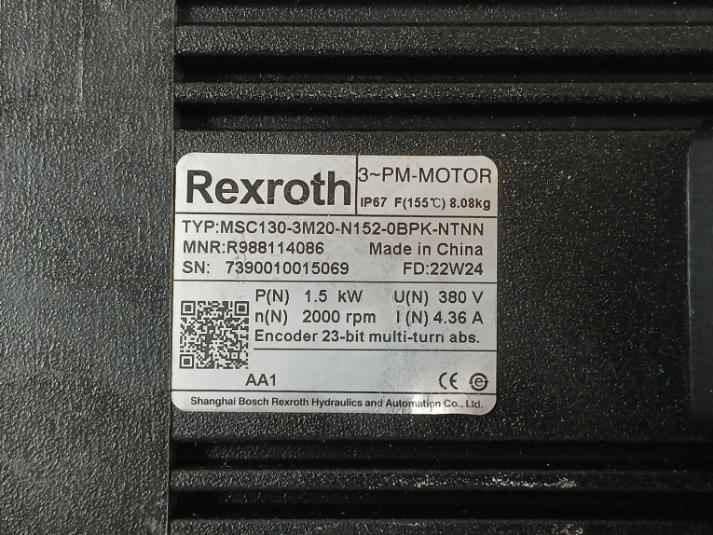 Rexroth
3~PM-MOTOR
IP67 F(155℃) 8.08kg
TYP:MSC130-3M20-N152-0BPK-NTNN
MNR:R988114086 Made in China
SN: 7390010015069 FD:22W24
P(N) 1.5 kW U(N) 380 V
n(N) 2000 rpm I(N) 4.36 A
Encoder 23-bit multi-turn abs.
AA1 CE e
Shanghai Bosch Rexroth Hydraulics and Automation Co., Ltd.